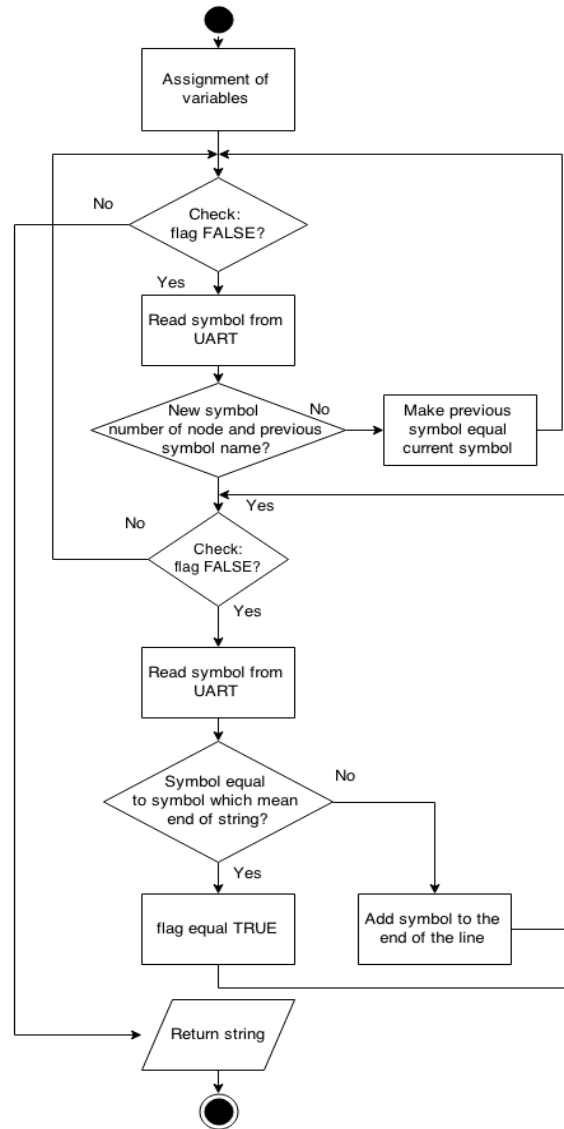 Assignment of
variables
No
Check:
flag FALSE?
Yes
Read symbol from
UART
New symbol
number of node and previous
symbol name?
No
Make previous
symbol equal
current symbol
Yes
No
Check:
flag FALSE?
Yes
Read symbol from
UART
Symbol equal
to symbol which mean
end of string?
No
Yes
flag equal TRUE
Add symbol to the
end of the line
Return string